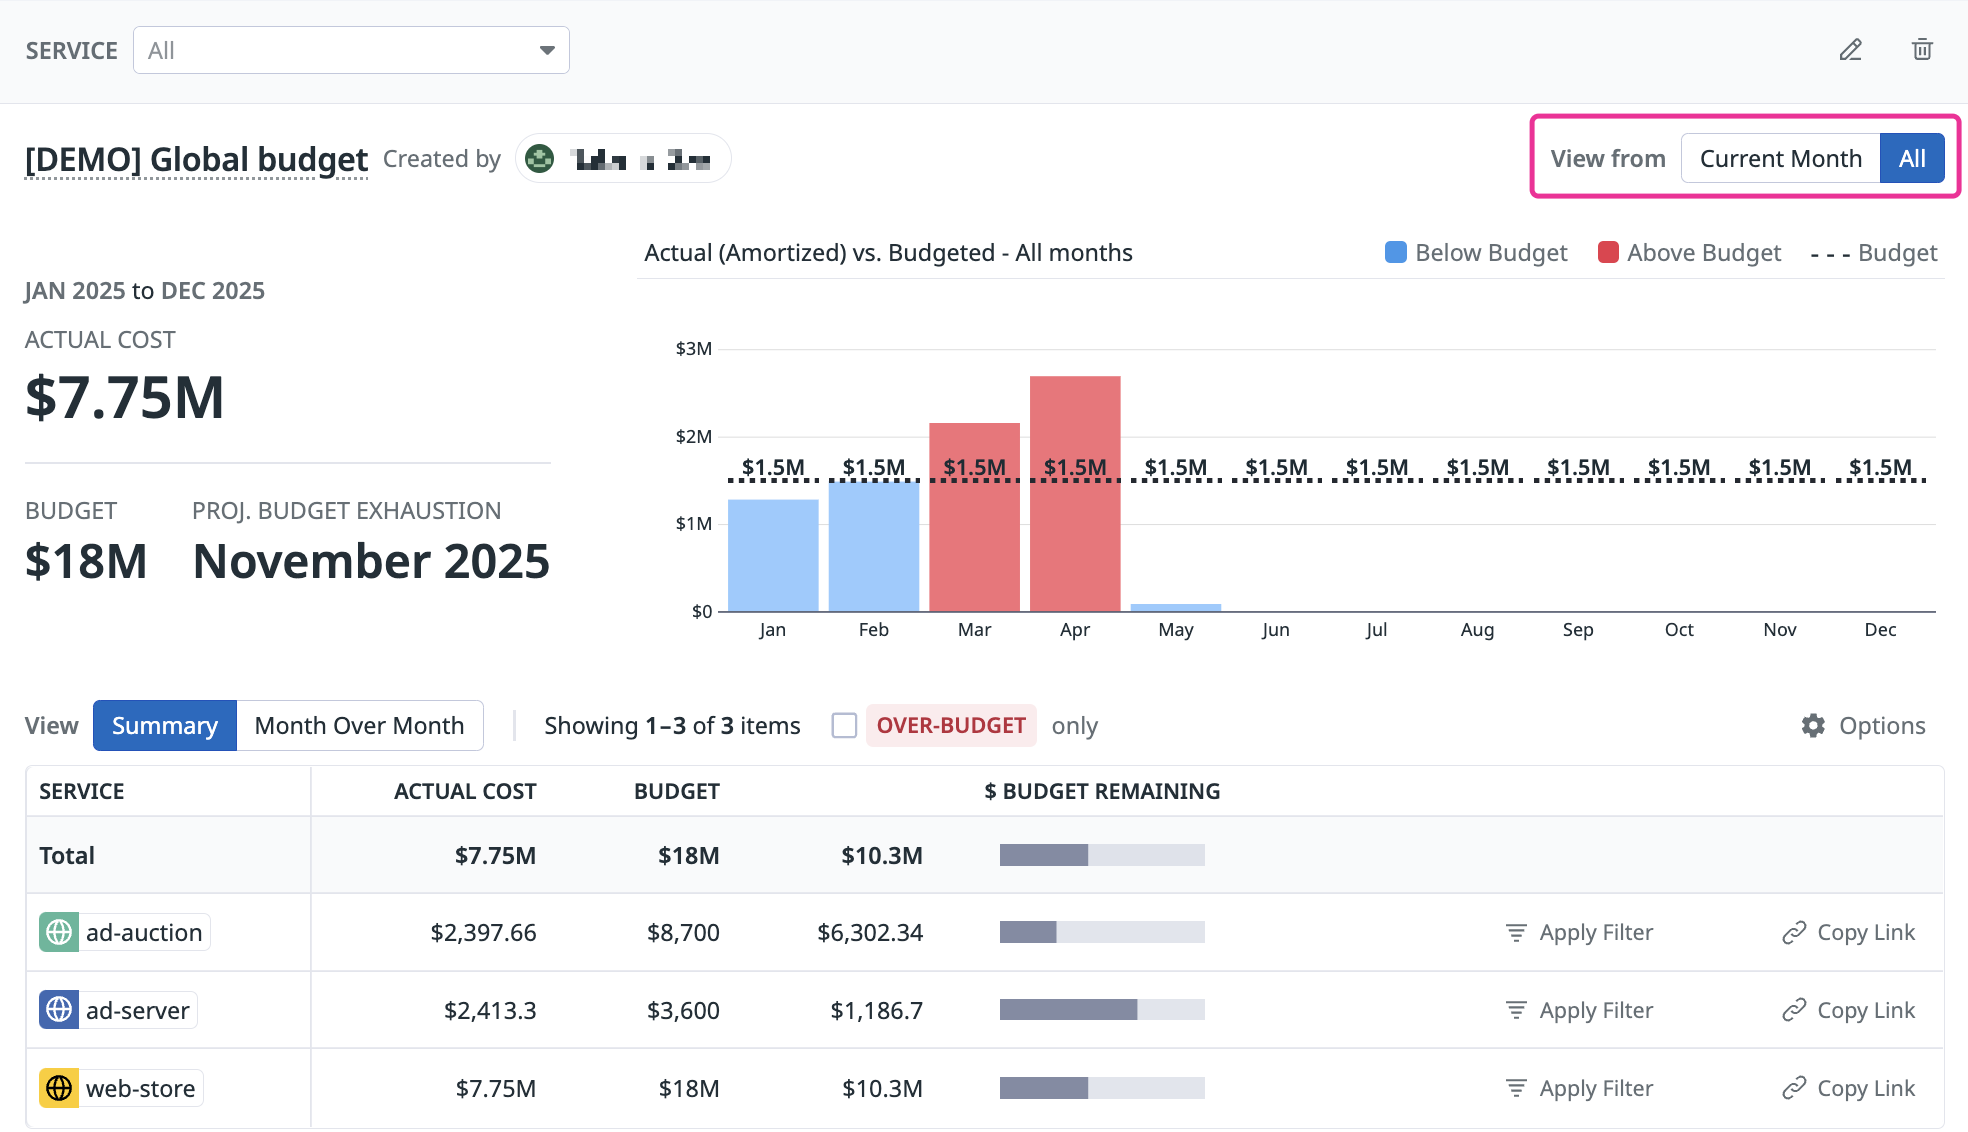 SERVICE All
[DEMO] Global budget Created by
View from Current Month All
JAN 2025 to DEC 2025
ACTUAL COST
$7.75M
BUDGET PROJ. BUDGET EXHAUSTION
$18M November 2025
Actual (Amortized) vs. Budgeted - All months Below Budget Above Budget - - - Budget
$3M
$2M
$1.5M $1.5M $1.5M $1.5M $1.5M $1.5M $1.5M $1.5M $1.5M $1.5M $1.5M $1.5M
$1M
$0
Jan Feb Mar Apr May Jun Jul Aug Sep Oct Nov Dec
View Summary Month Over Month Showing 1–3 of 3 items OVER-BUDGET only Options
SERVICE ACTUAL COST BUDGET $ BUDGET REMAINING
Total $7.75M $18M $10.3M
ad-auction $2,397.66 $8,700 $6,302.34 Apply Filter Copy Link
ad-server $2,413.3 $3,600 $1,186.7 Apply Filter Copy Link
web-store $7.75M $18M $10.3M Apply Filter Copy Link